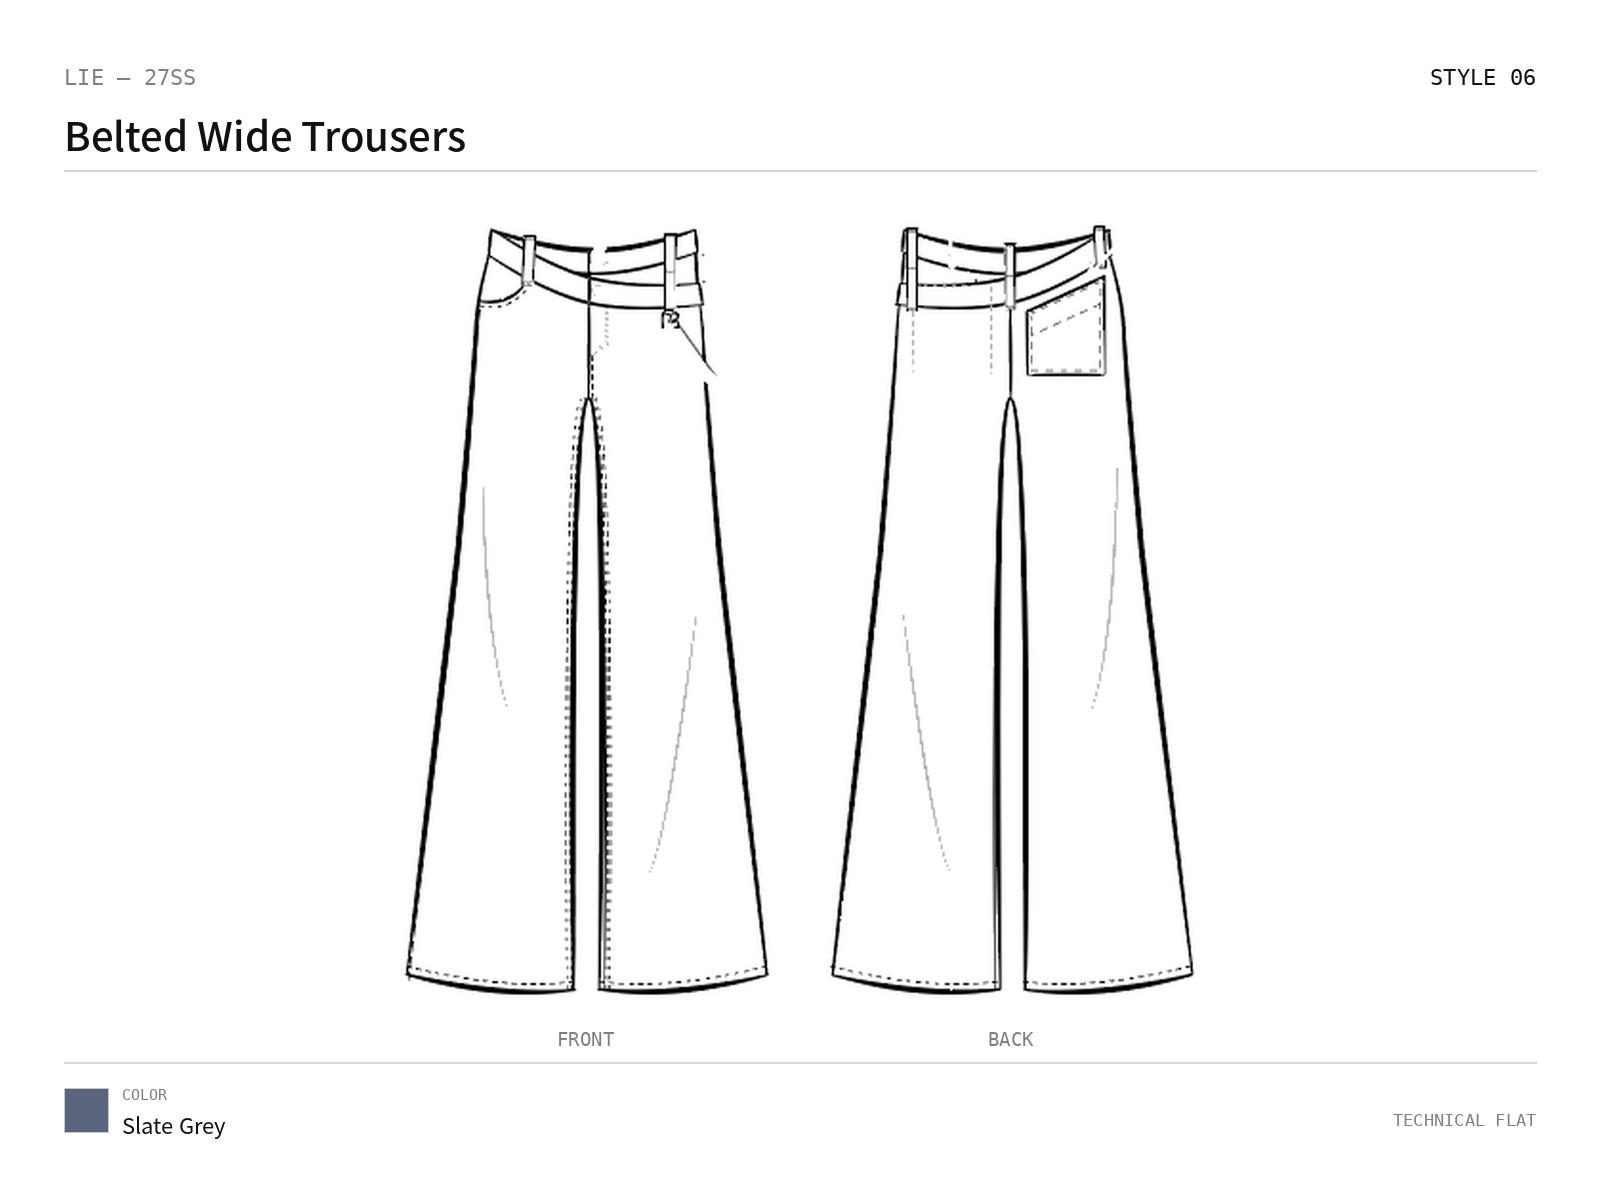 LIE — 27SS
STYLE 06
Belted Wide Trousers
FRONT
BACK
COLOR
Slate Grey
TECHNICAL FLAT